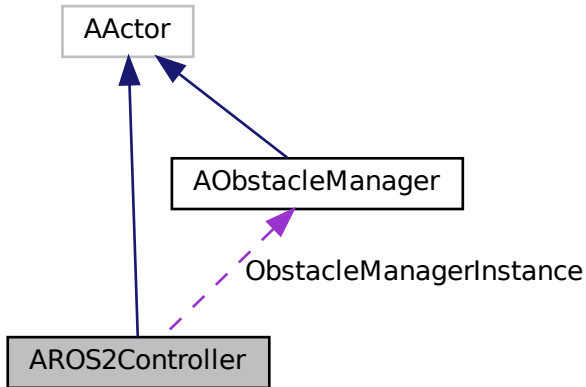 AActor
AObstacleManager
ObstacleManagerInstance
AROS2Controller